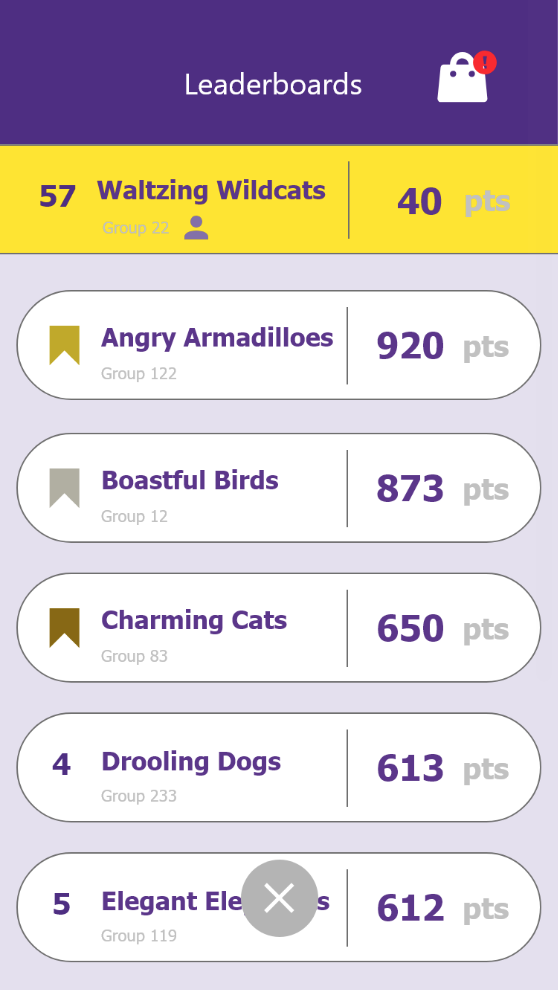 Leaderboards
!
57 Waltzing Wildcats 40 pts
Group 22
Angry Armadilloes 920 pts
Group 122
Boastful Birds 873 pts
Group 12
Charming Cats 650 pts
Group 83
4 Drooling Dogs 613 pts
Group 233
5 Elegant 612 pts
Group 119